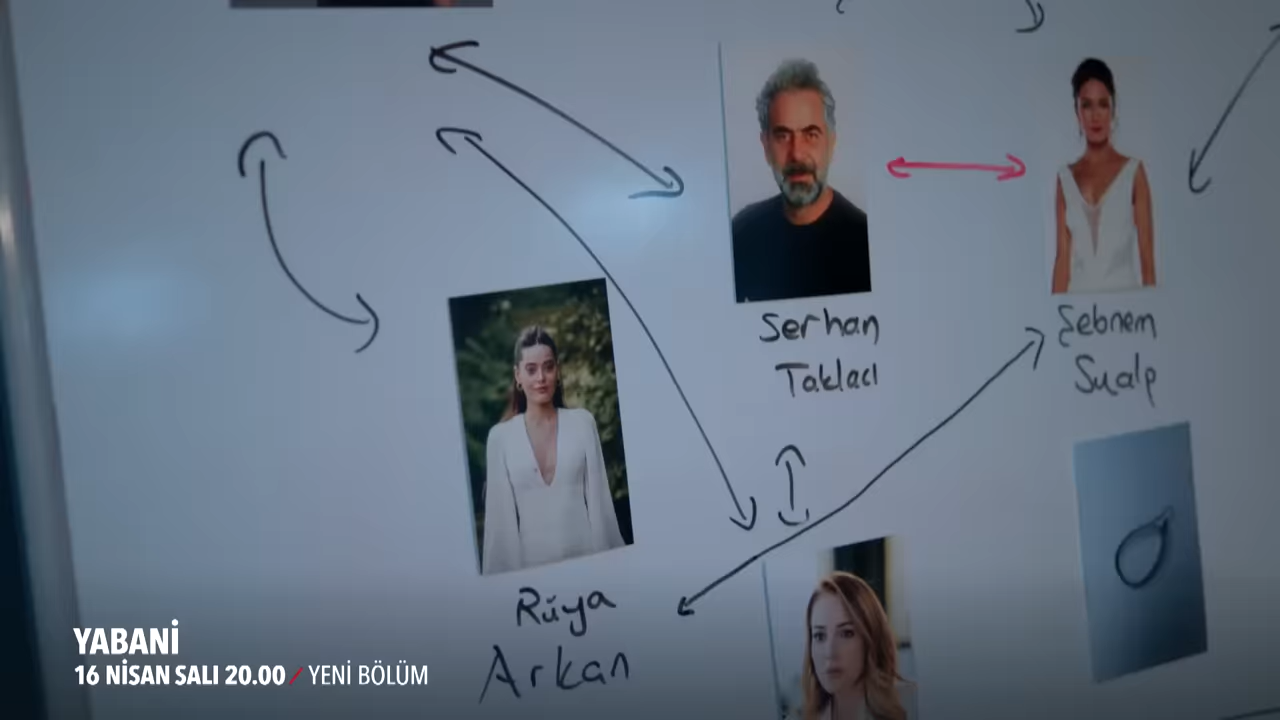 Serhan
Taklacı
Şebnem
Sualp
Rüya
Arkan
YABANİ
16 NİSAN SALI 20.00 / YENİ BÖLÜM